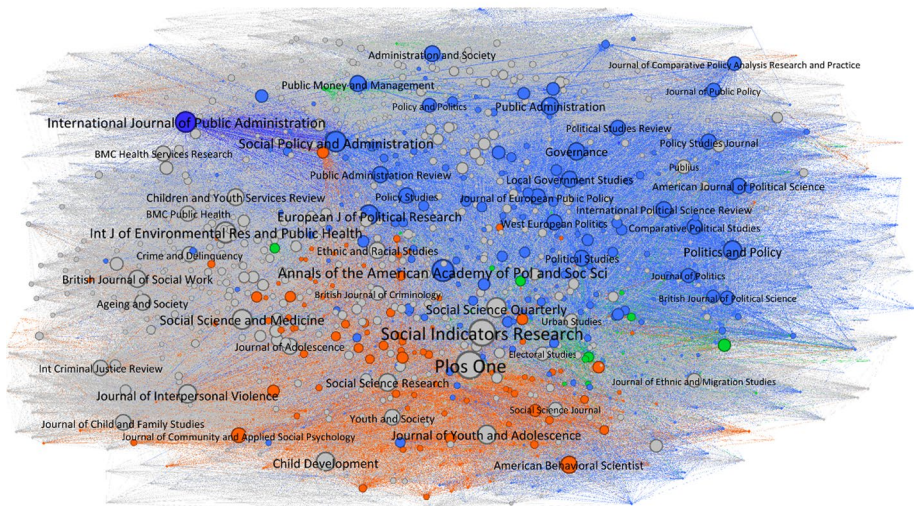 Administration and Society
Journal of Comparative Policy Analysis Research and Practice
Public Money and Management
Journal of Public Policy
Policy and Politics
Public Administration
International Journal of Public Administration
Political Studies Review
Social Policy and Administration
Policy Studies Journal
BMC Health Services Research
Governance
Publius
Public Administration Review
Local Government Studies
American Journal of Political Science
Children and Youth Services Review
Policy Studies
Journal of European Public Policy
BMC Public Health
European J of Political Research
International Political Science Review
West European Politics
Comparative Political Studies
Int J of Environmental Res and Public Health
Ethnic and Racial Studies
Politics and Policy
Crime and Delinquency
Political Studies
Annals of the American Academy of Pol and Soc Sci
Journal of Politics
British Journal of Social Work
British Journal of Criminology
British Journal of Political Science
Ageing and Society
Social Science Quarterly
Social Science and Medicine
Urban Studies
Social Indicators Research
Journal of Adolescence
Electoral Studies
Plos One
Int Criminal Justice Review
Social Science Research
Journal of Ethnic and Migration Studies
Journal of Interpersonal Violence
Social Science Journal
Youth and Society
Journal of Child and Family Studies
Journal of Community and Applied Social Psychology
Journal of Youth and Adolescence
Child Development
American Behavioral Scientist